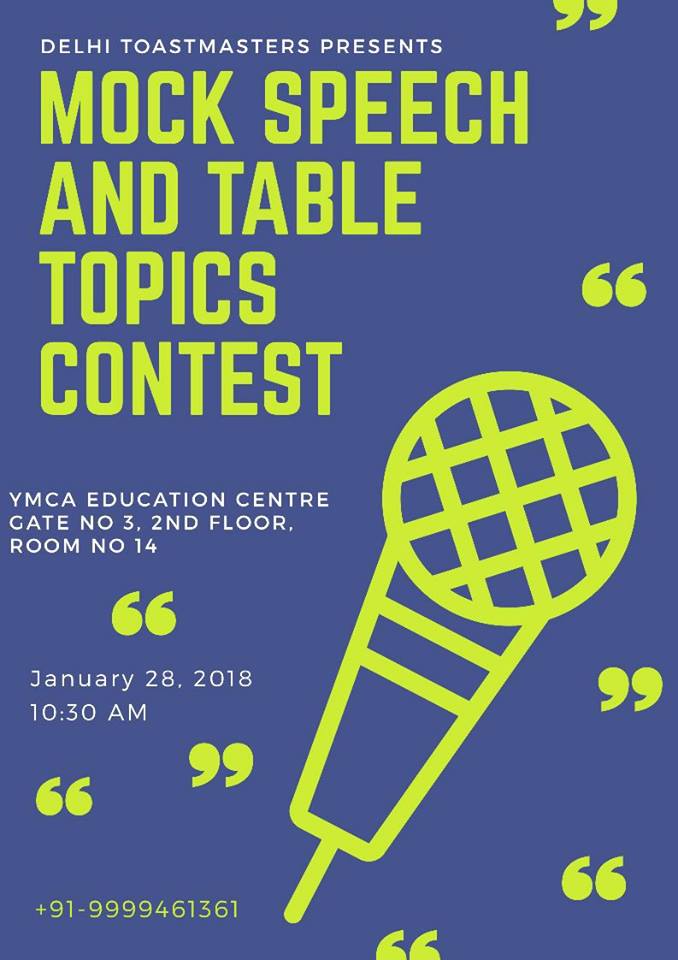 DELHI TOASTMASTERS PRESENTS
MOCK SPEECH
AND TABLE
TOPICS
CONTEST
YMCA EDUCATION CENTRE
GATE NO 3, 2ND FLOOR,
ROOM NO 14
January 28, 2018
10:30 AM
+91-9999461361